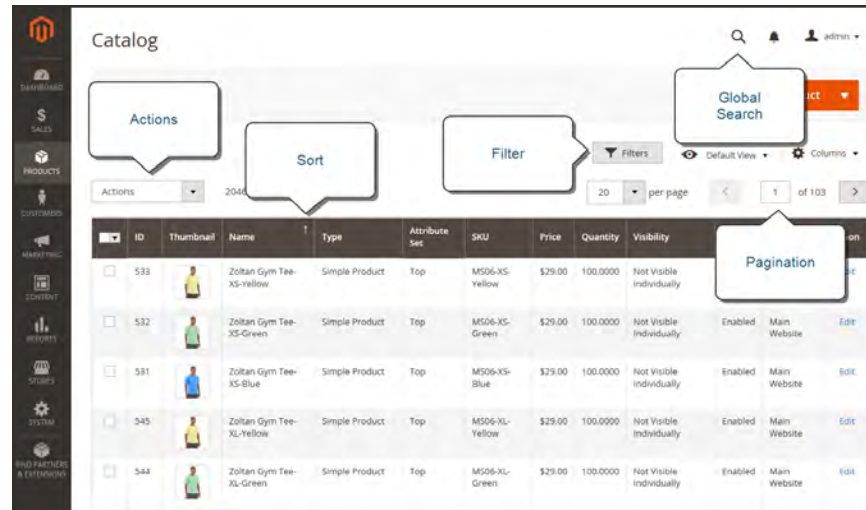 Catalog
admin
DASHBOARD
SALES
PRODUCTS
CUSTOMERS
MARKETING
CONTENT
REPORTS
STORES
SYSTEM
FIND PARTNERS
& EXTENSIONS
Actions
Sort
Filter
Global
Search
Pagination
Filters
Default View
Columns
Actions
2046
20
per page
1
of 103
ID
Thumbnail
Name
Type
Attribute
Set
SKU
Price
Quantity
Visibility
533
Zoltan Gym Tee-
XS-Yellow
Simple Product
Top
MS06-XS-
Yellow
$29.00
100.0000
Not Visible
Individually
Edit
532
Zoltan Gym Tee-
XS-Green
Simple Product
Top
MS06-XS-
Green
$29.00
100.0000
Not Visible
Individually
Enabled
Main
Website
Edit
531
Zoltan Gym Tee-
XS-Blue
Simple Product
Top
MS06-XS-
Blue
$29.00
100.0000
Not Visible
Individually
Enabled
Main
Website
Edit
545
Zoltan Gym Tee-
XL-Yellow
Simple Product
Top
MS06-XL-
Yellow
$29.00
100.0000
Not Visible
Individually
Enabled
Main
Website
Edit
544
Zoltan Gym Tee-
XL-Green
Simple Product
Top
MS06-XL-
Green
$29.00
100.0000
Not Visible
Individually
Enabled
Main
Website
Edit